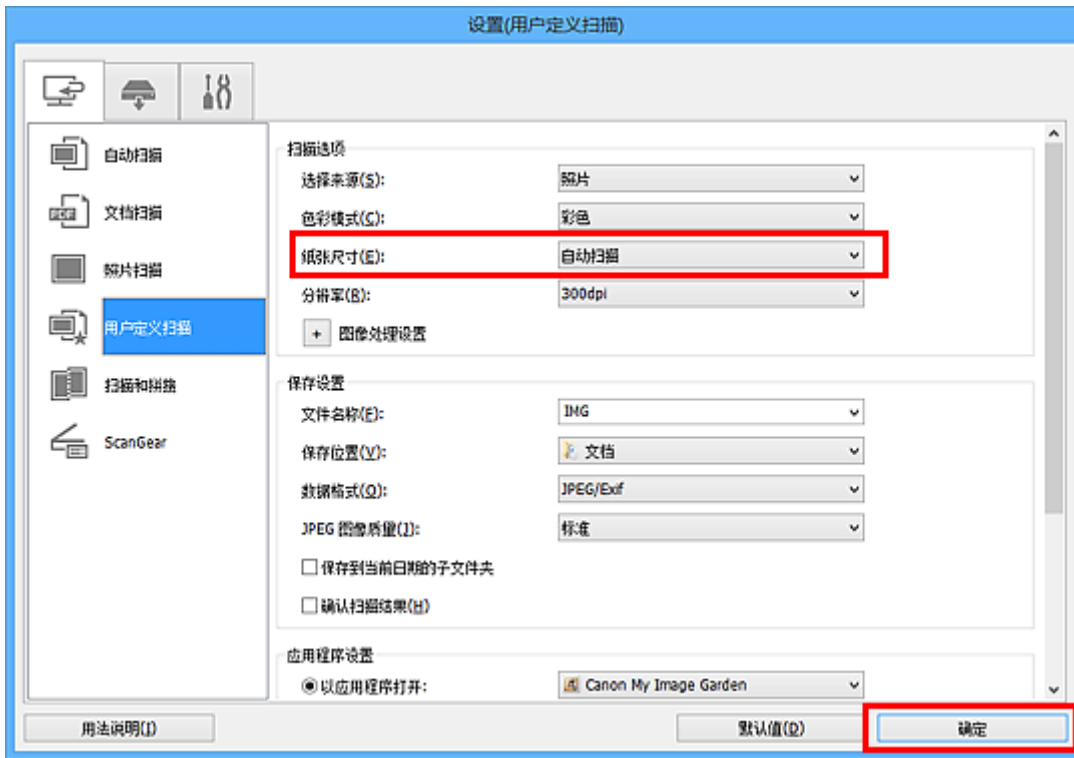 设置(用户定义扫描)
自动扫描
文档扫描
PDF
照片扫描
用户定义扫描
扫描和拼接
ScanGear
扫描选项
选择来源(S): 照片
色彩模式(C): 彩色
纸张尺寸(E): 自动扫描
分辨率(R): 300dpi
+ 图像处理设置
保存设置
文件名称(F): IMG
保存位置(V): 文档
数据格式(O): JPEG/Exif
JPEG 图像质量(J): 标准
保存到当前日期的子文件夹
确认扫描结果(H)
应用程序设置
以应用程序打开: Canon My Image Garden
用法说明(I) 默认值(D) 确定